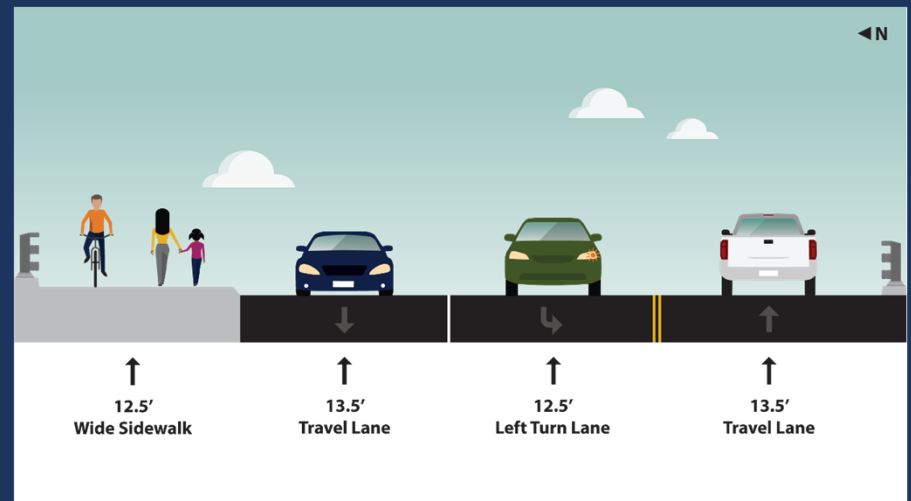 N
12.5′
Wide Sidewalk
13.5′
Travel Lane
12.5′
Left Turn Lane
13.5′
Travel Lane